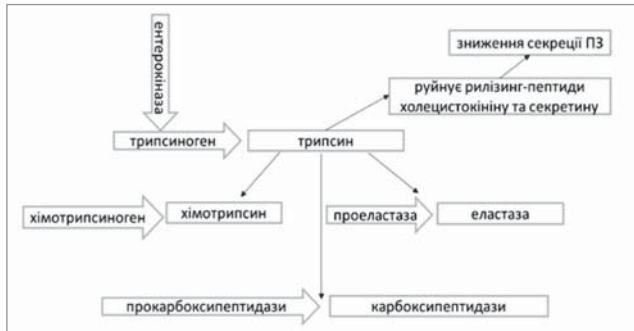 ентерокіназа
зниження секреції ПЗ
руйнує рилізинг-пептиди
холецистокініну та секретину
трипсиноген
трипсин
хімотрипсиноген
хімотрипсин
проеластаза
еластаза
прокарбоксипептидази
карбоксипептидази